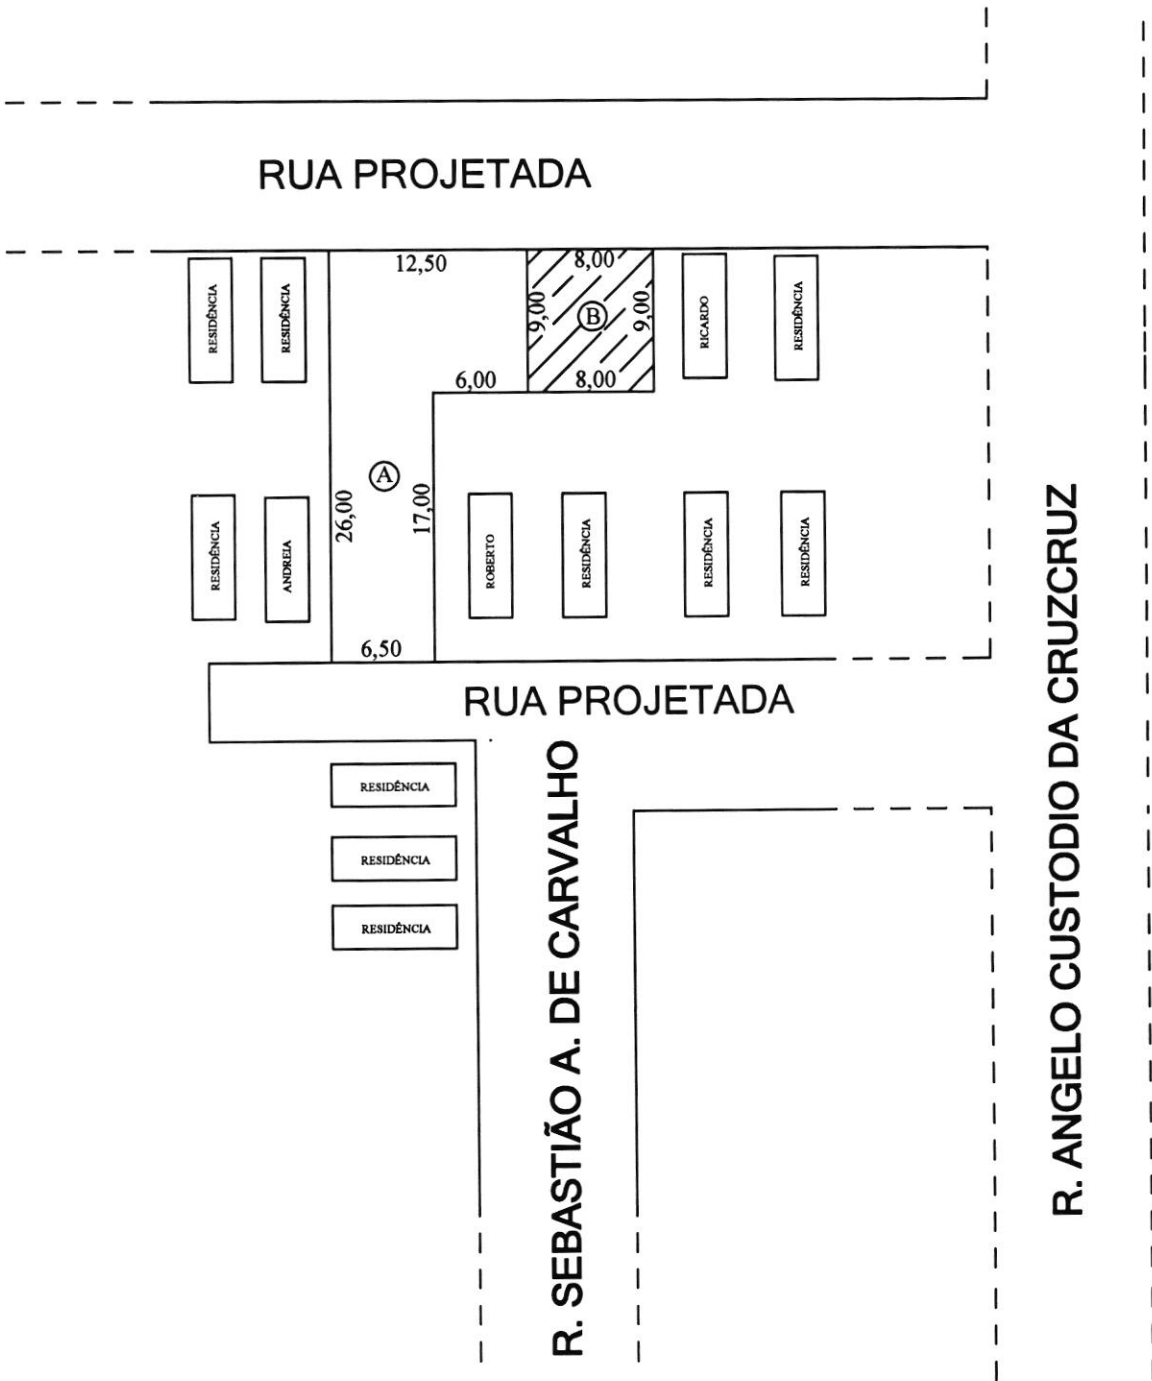 RUA PROJETADA
12,50
8,00
RESIDÊNCIA
RESIDÊNCIA
9,00
B
9,00
RICARDO
RESIDÊNCIA
6,00
8,00
A
26,00
17,00
RESIDÊNCIA
ANDREIA
ROBERTO
RESIDÊNCIA
RESIDÊNCIA
RESIDÊNCIA
6,50
RUA PROJETADA
RESIDÊNCIA
RESIDÊNCIA
RESIDÊNCIA
R. SEBASTIÃO A. DE CARVALHO
R. ANGELO CUSTODIO DA CRUZCRUZ